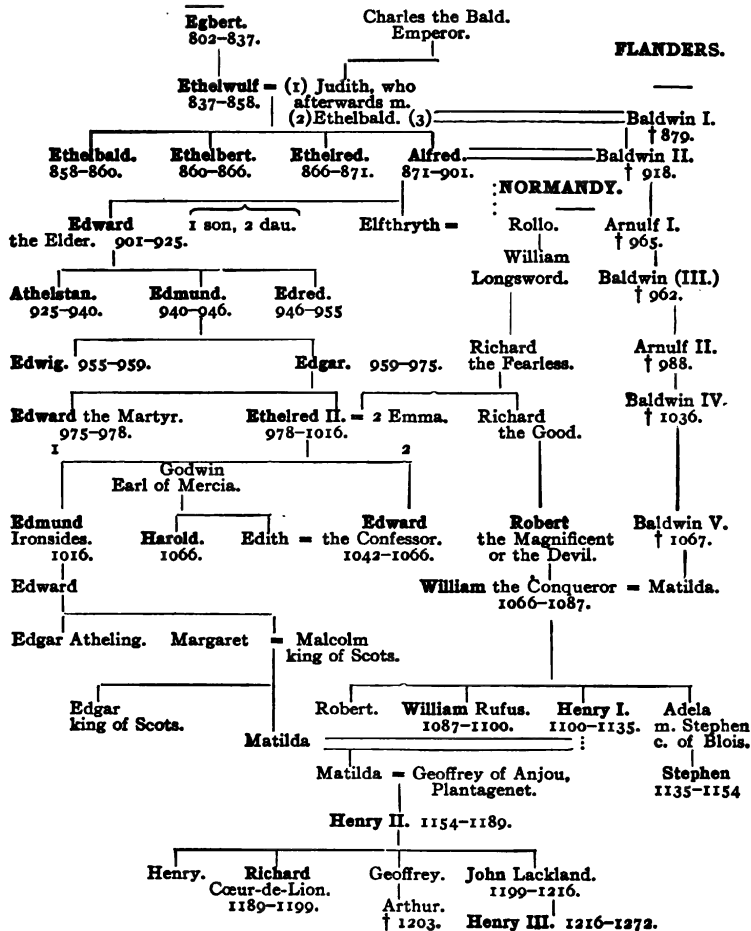 Egbert.
802–837.
Charles the Bald.
Emperor.
FLANDERS.
Ethelwulf = (1) Judith, who
837–858. afterwards m.
(2) Ethelbald. (3)
Baldwin I.
† 879.
Ethelbald. Ethelbert. Ethelred. Alfred. Baldwin II.
858–860. 860–866. 866–871. 871–901. † 918.
NORMANDY.
Edward 1 son, 2 dau. Elfthryth = Rollo. Arnulf I.
the Elder. 901–925. † 965.
William
Longsword.
Baldwin (III.)
† 962.
Athelstan. Edmund. Edred.
925–940. 940–946. 946–955
Richard
the Fearless.
Arnulf II.
† 988.
Edwig. 955–959. Edgar. 959–975.
Baldwin IV.
† 1036.
Edward the Martyr. Ethelred II. = 2 Emma. Richard
975–978. 978–1016. the Good.
1 2
Godwin
Earl of Mercia.
Edmund Harold. Edith = Edward Robert Baldwin V.
Ironsides. 1066. the Confessor. the Magnificent † 1067.
1016. 1042–1066. or the Devil.
Edward William the Conqueror = Matilda.
1066–1087.
Edgar Atheling. Margaret = Malcolm
king of Scots.
Edgar Robert. William Rufus. Henry I. Adela
king of Scots. 1087–1100. 1100–1135. m. Stephen
c. of Blois.
Matilda
Matilda = Geoffrey of Anjou, Stephen
Plantagenet. 1135–1154
Henry II. 1154–1189.
Henry. Richard Geoffrey. John Lackland.
Cœur-de-Lion. 1199–1216.
1189–1199. Arthur.
† 1203. Henry III. 1216–1272.